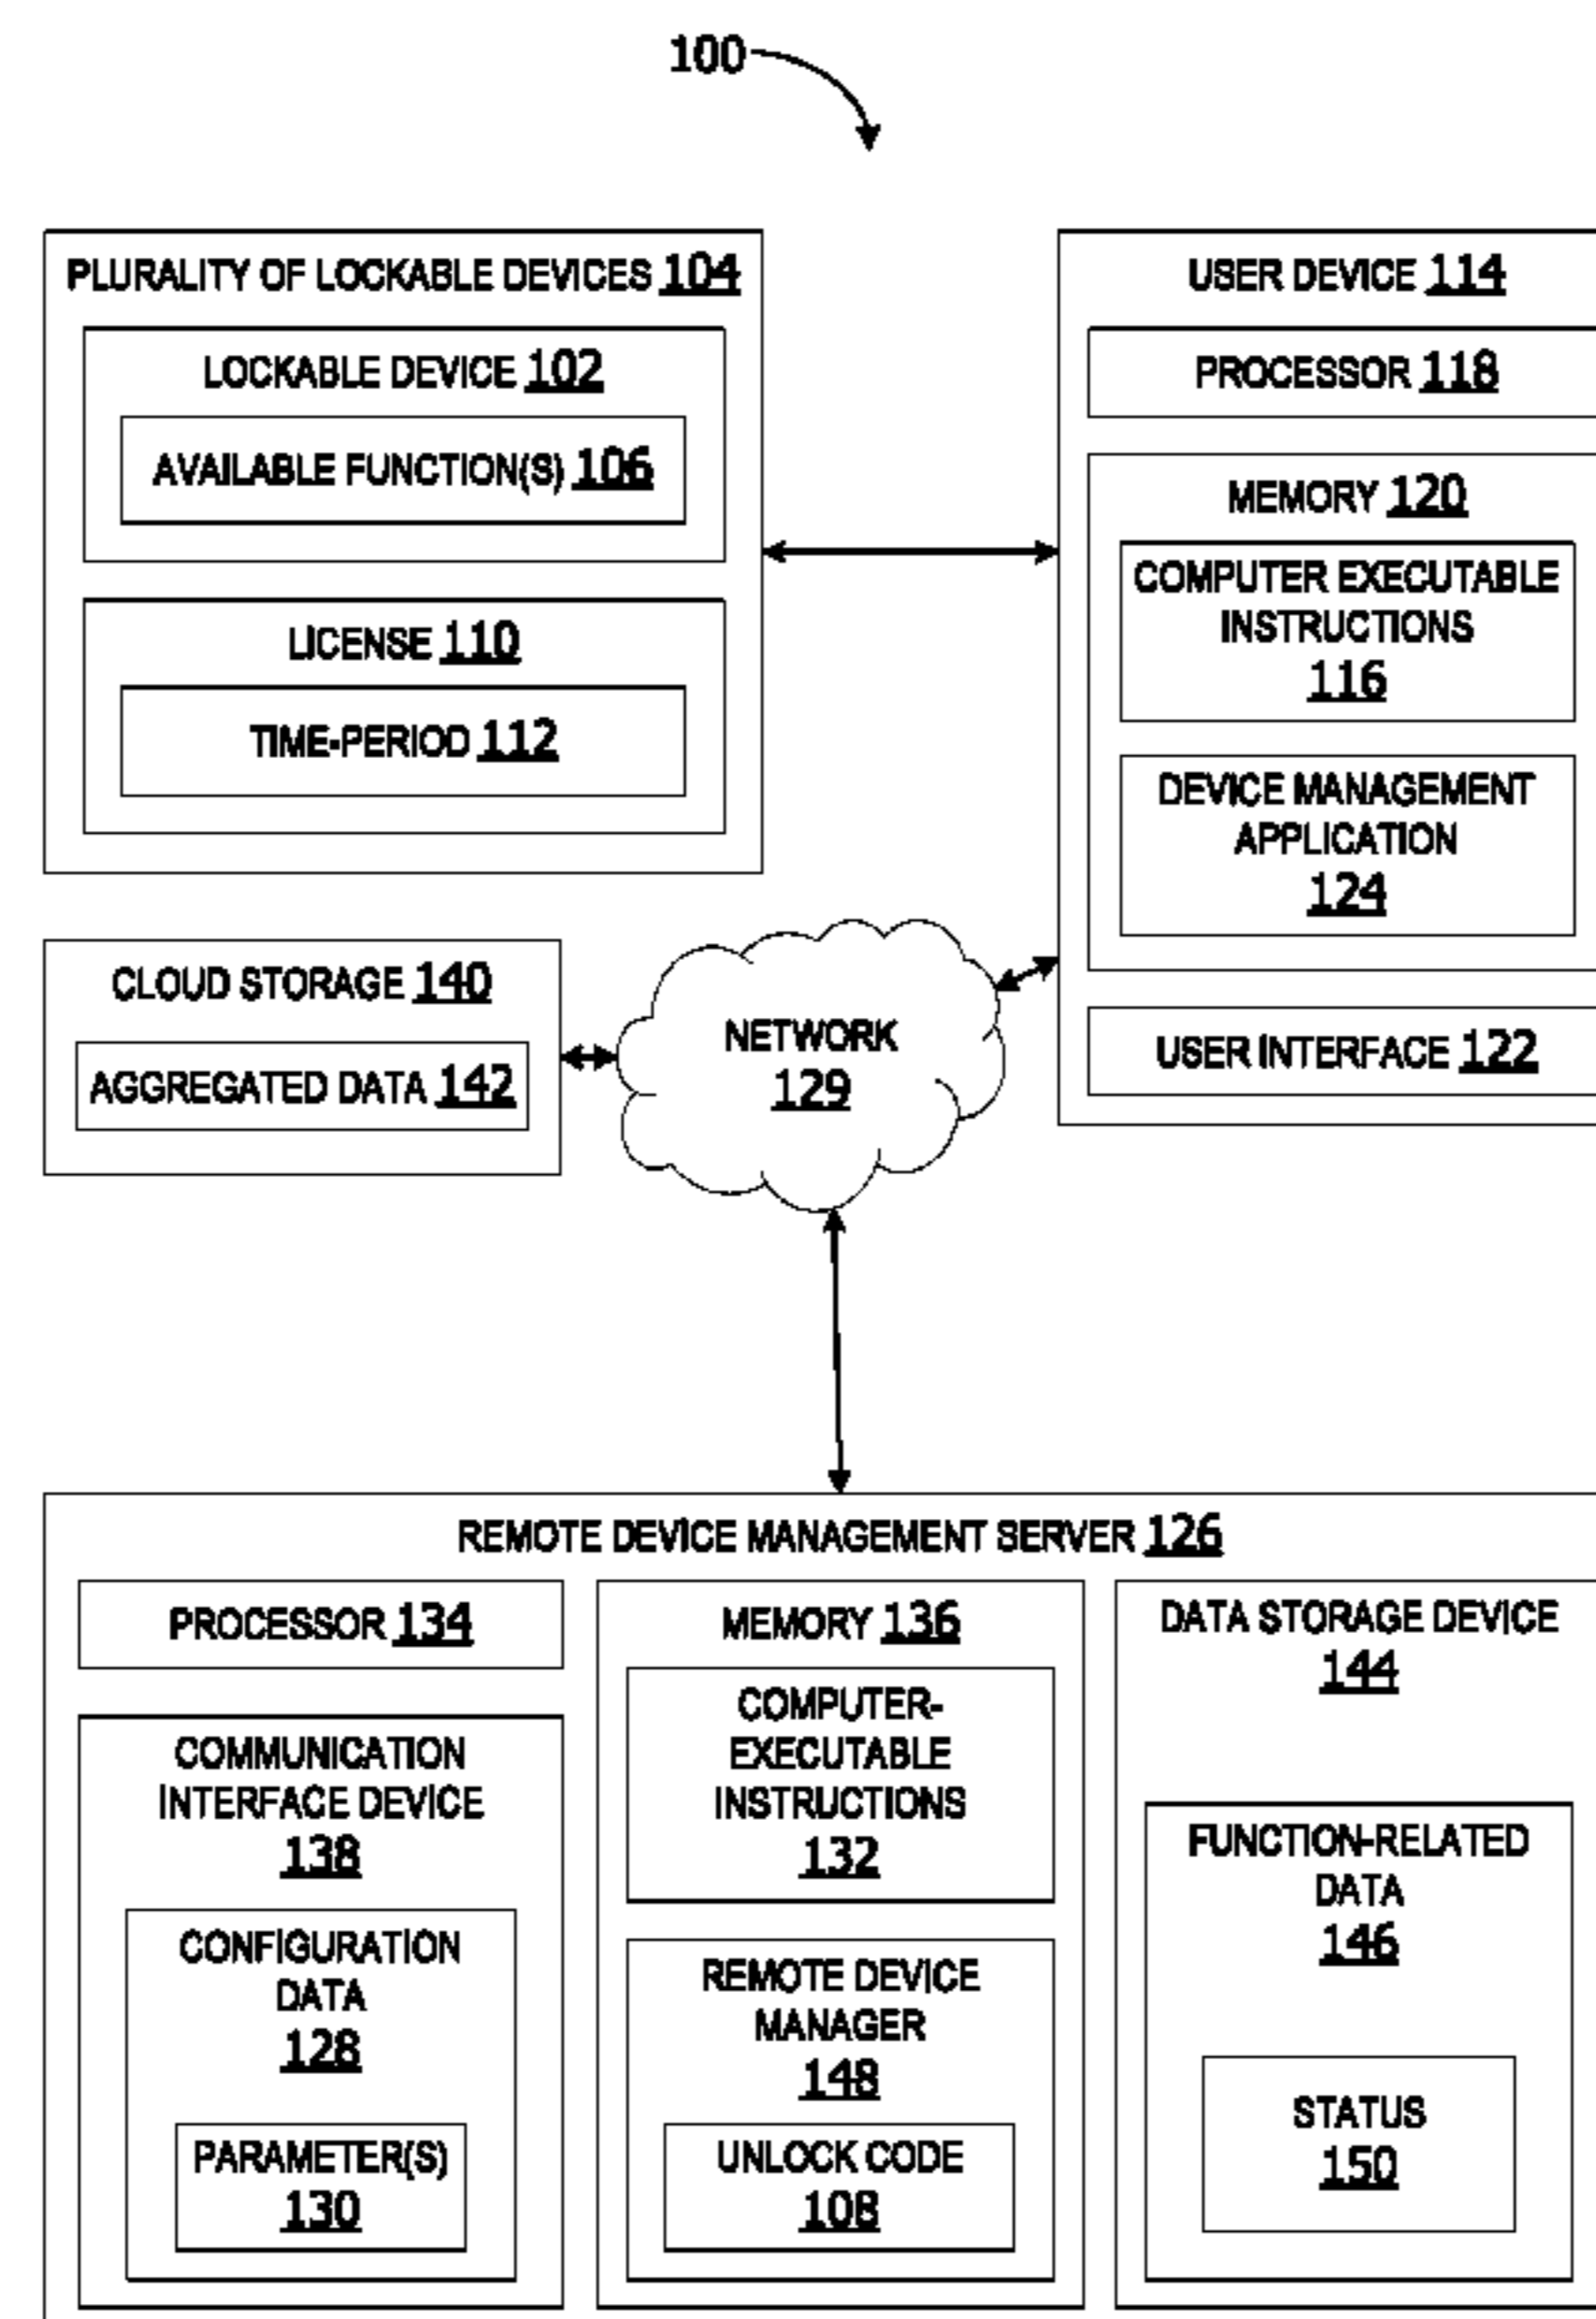 100
PLURALITY OF LOCKABLE DEVICES 104
LOCKABLE DEVICE 102
AVAILABLE FUNCTION(S) 106
LICENSE 110
TIME-PERIOD 112
USER DEVICE 114
PROCESSOR 118
MEMORY 120
COMPUTER EXECUTABLE
INSTRUCTIONS
116
DEVICE MANAGEMENT
APPLICATION
124
USER INTERFACE 122
CLOUD STORAGE 140
AGGREGATED DATA 142
NETWORK
129
REMOTE DEVICE MANAGEMENT SERVER 126
PROCESSOR 134
COMMUNICATION
INTERFACE DEVICE
138
CONFIGURATION
DATA
128
PARAMETER(S)
130
MEMORY 136
COMPUTER-
EXECUTABLE
INSTRUCTIONS
132
REMOTE DEVICE
MANAGER
148
UNLOCK CODE
108
DATA STORAGE DEVICE
144
FUNCTION-RELATED
DATA
146
STATUS
150